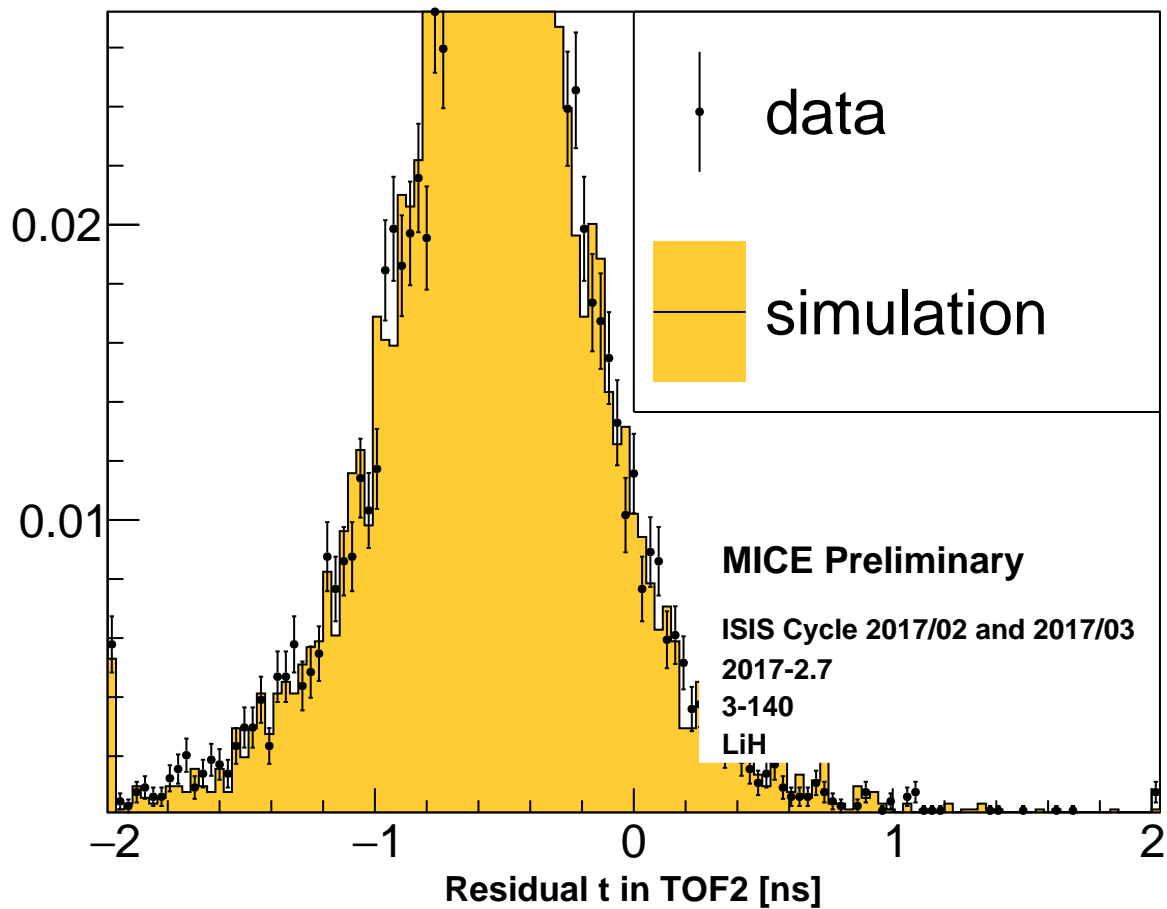 data
simulation
0.02
0.01
MICE Preliminary
ISIS Cycle 2017/02 and 2017/03
2017-2.7
3-140
LiH
−2 −1 0 1 2
Residual t in TOF2 [ns]